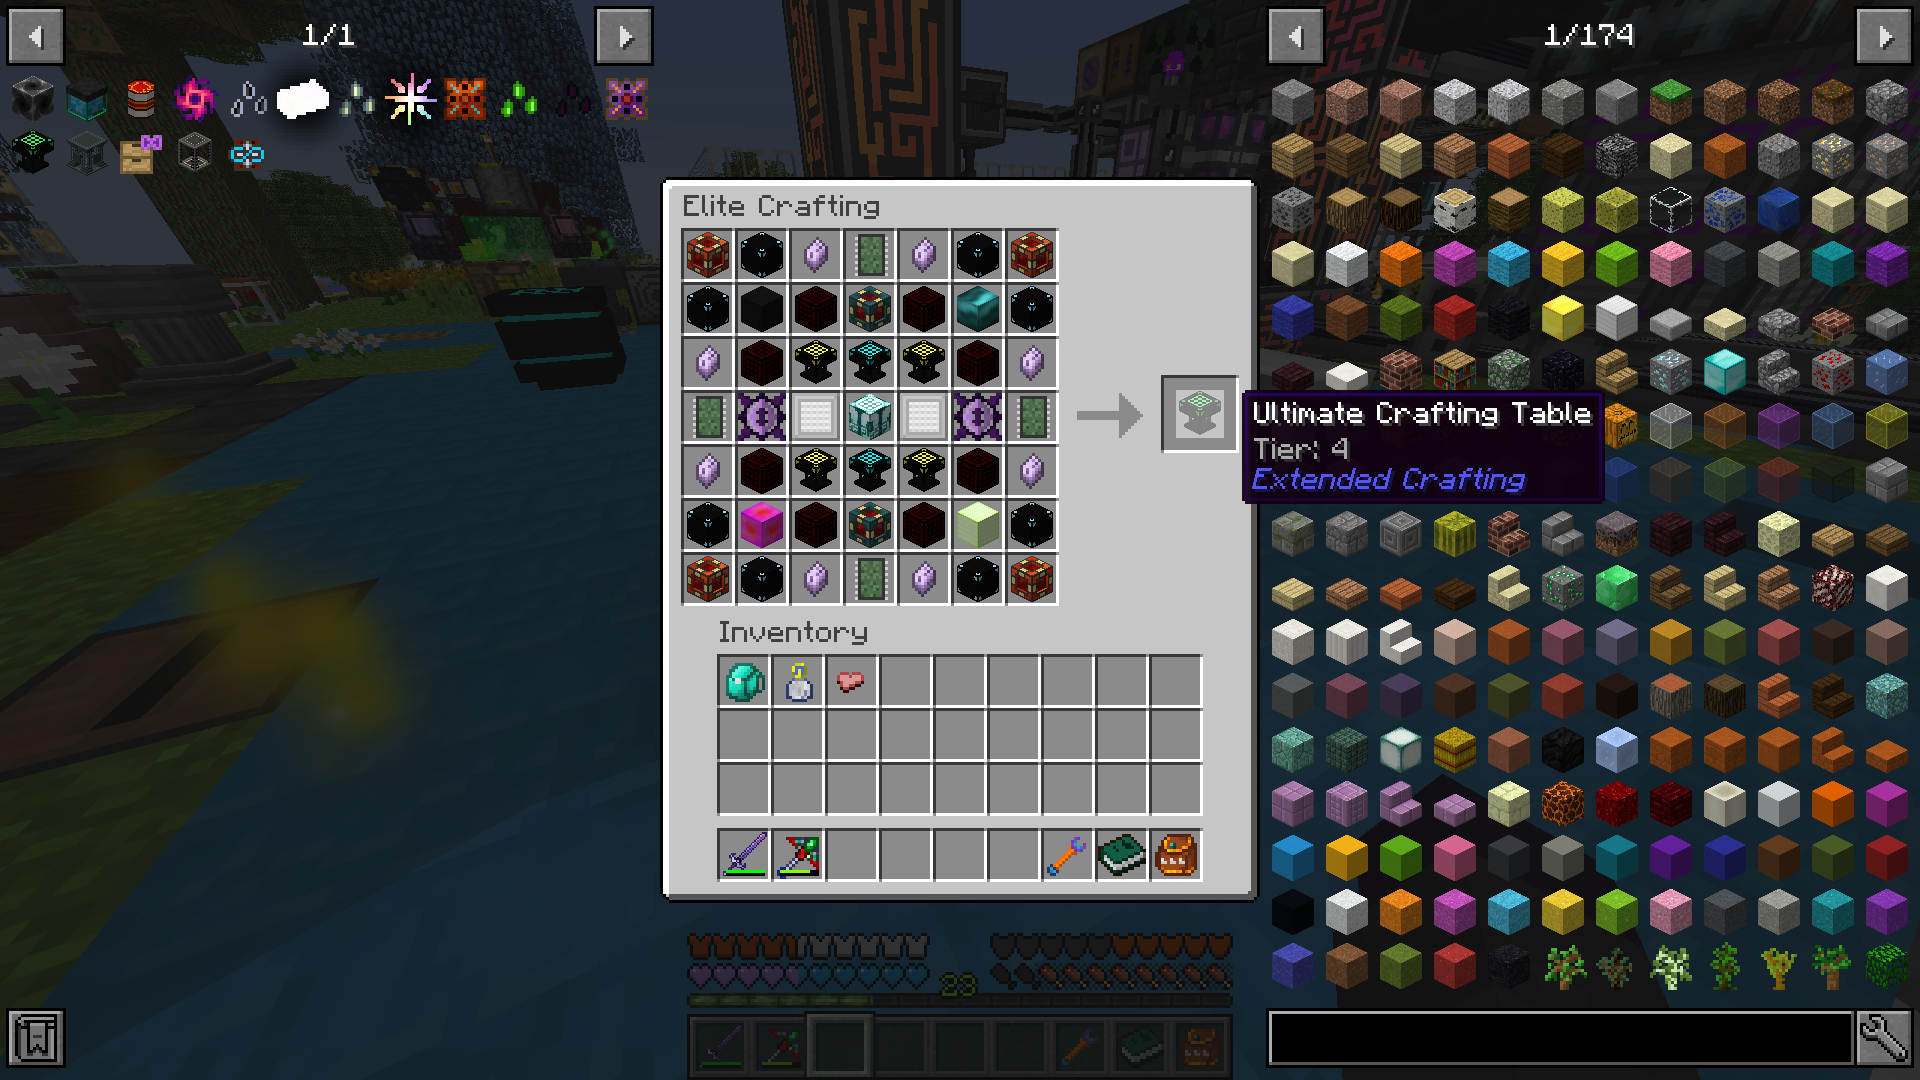 1/1
1/174
Elite Crafting
Ultimate Crafting Table
Tier: 4
Extended Crafting
Inventory
23